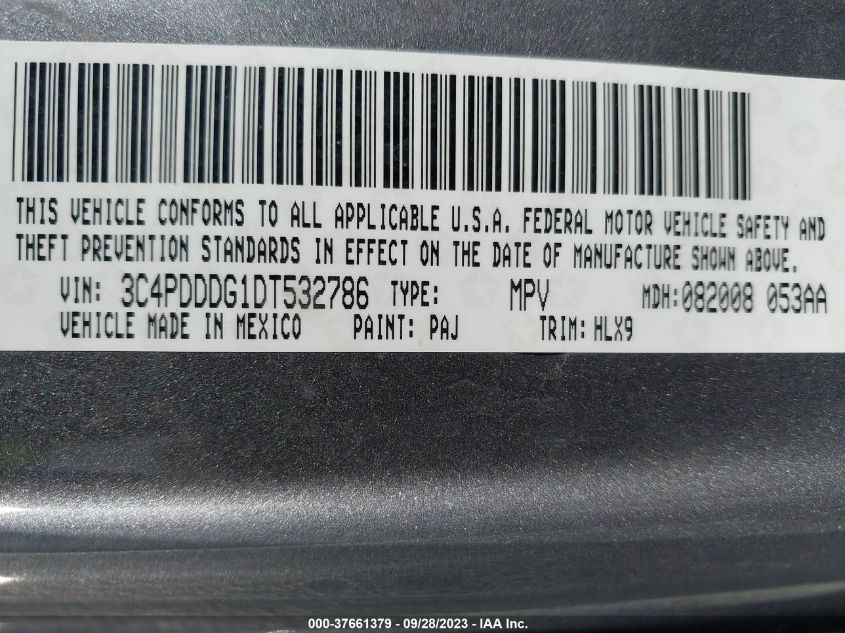 THIS VEHICLE CONFORMS TO ALL APPLICABLE U.S.A. FEDERAL MOTOR VEHICLE SAFETY AND
THEFT PREVENTION STANDARDS IN EFFECT ON THE DATE OF MANUFACTURE SHOWN ABOVE.
VIN: 3C4PDDDG1DT532786 TYPE: MPV MDH:082008 053AA
VEHICLE MADE IN MEXICO PAINT: PAJ TRIM: HLX9
000-37661379 - 09/28/2023 - IAA Inc.